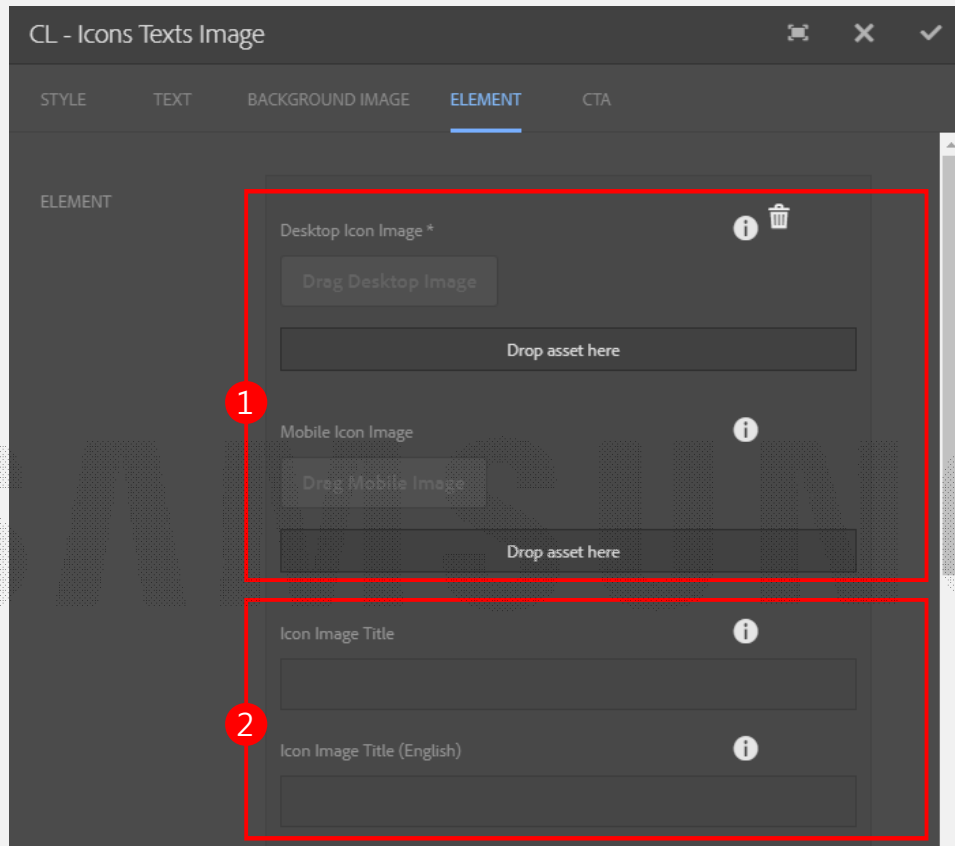 CL - Icons Texts Image
STYLE TEXT BACKGROUND IMAGE ELEMENT CTA
ELEMENT
Desktop Icon Image *
Drag Desktop Image
Drop asset here
1
Mobile Icon Image
Drag Mobile Image
Drop asset here
Icon Image Title
2
Icon Image Title (English)
SAMSUNG